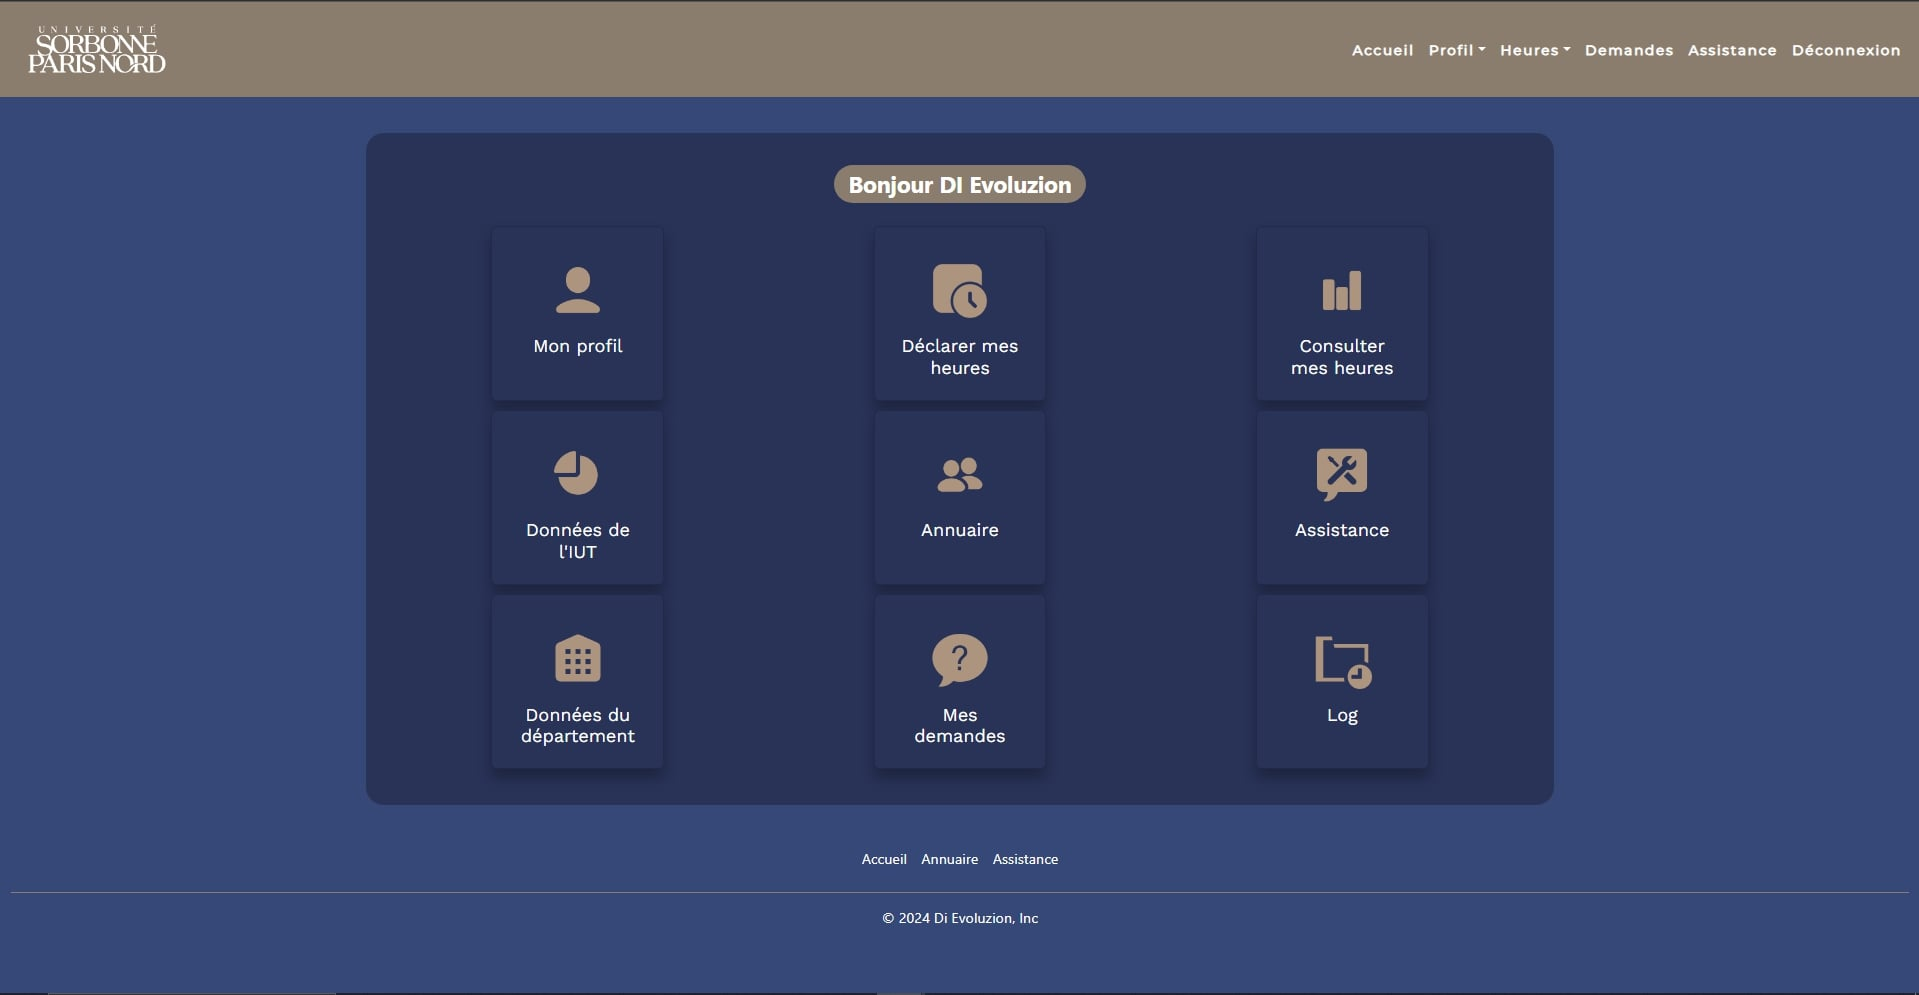 UNIVERSITÉ
SORBONNE
PARIS NORD
Accueil Profil Heures Demandes Assistance Déconnexion
Bonjour DI Evoluzion
Mon profil
Déclarer mes
heures
Consulter
mes heures
Données de
l'IUT
Annuaire
Assistance
Données du
département
?
Mes
demandes
Log
Accueil Annuaire Assistance
© 2024 Di Evoluzion, Inc